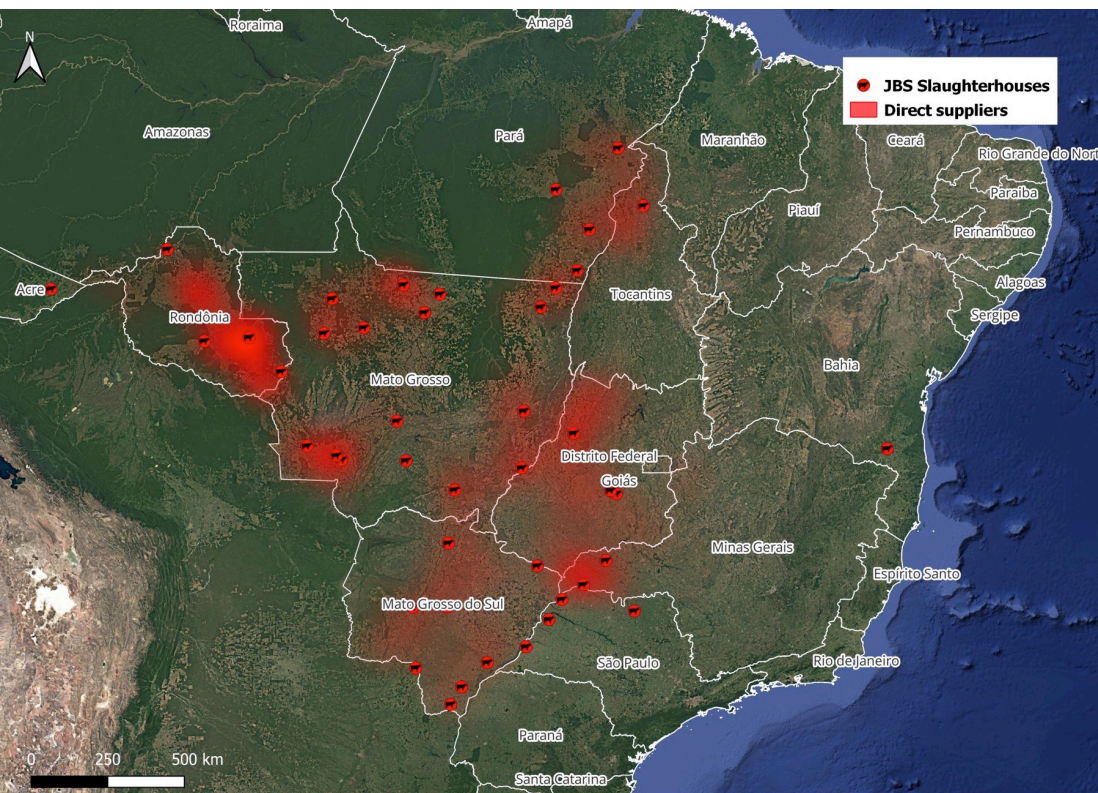 Roraima
Amapá
N
JBS Slaughterhouses
Direct suppliers
Amazonas
Pará
Maranhão
Ceará
Rio Grande do Nort
Paraíba
Piauí
Pernambuco
Acre
Tocantins
Alagoas
Rondônia
Sergipe
Bahia
Mato Grosso
Distrito Federal
Goiás
Minas Gerais
Espírito Santo
Mato Grosso do Sul
São Paulo
Rio de Janeiro
Paraná
0 250 500 km
Santa Catarina